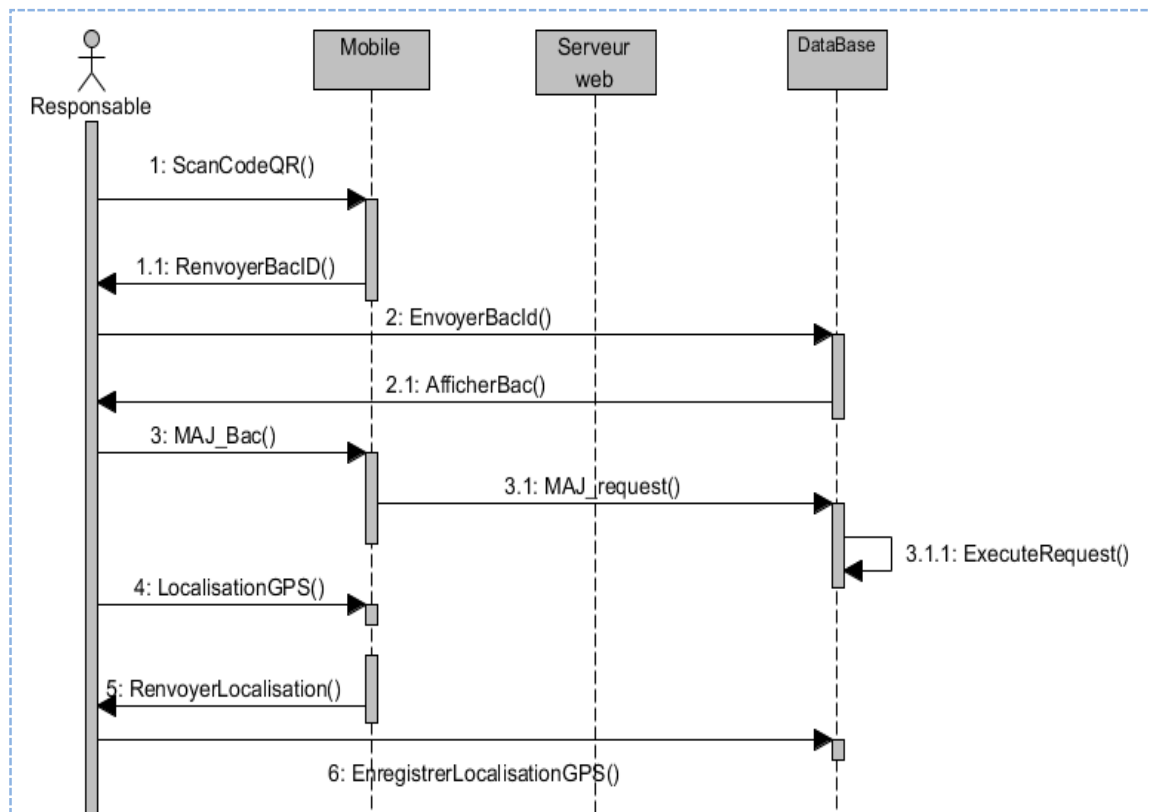 Responsable
Mobile
Serveur
web
DataBase
1: ScanCodeQR()
1.1: RenvoyerBacID()
2: EnvoyerBacId()
2.1: AfficherBac()
3: MAJ_Bac()
3.1: MAJ_request()
3.1.1: ExecuteRequest()
4: LocalisationGPS()
5: RenvoyerLocalisation()
6: EnregistrerLocalisationGPS()